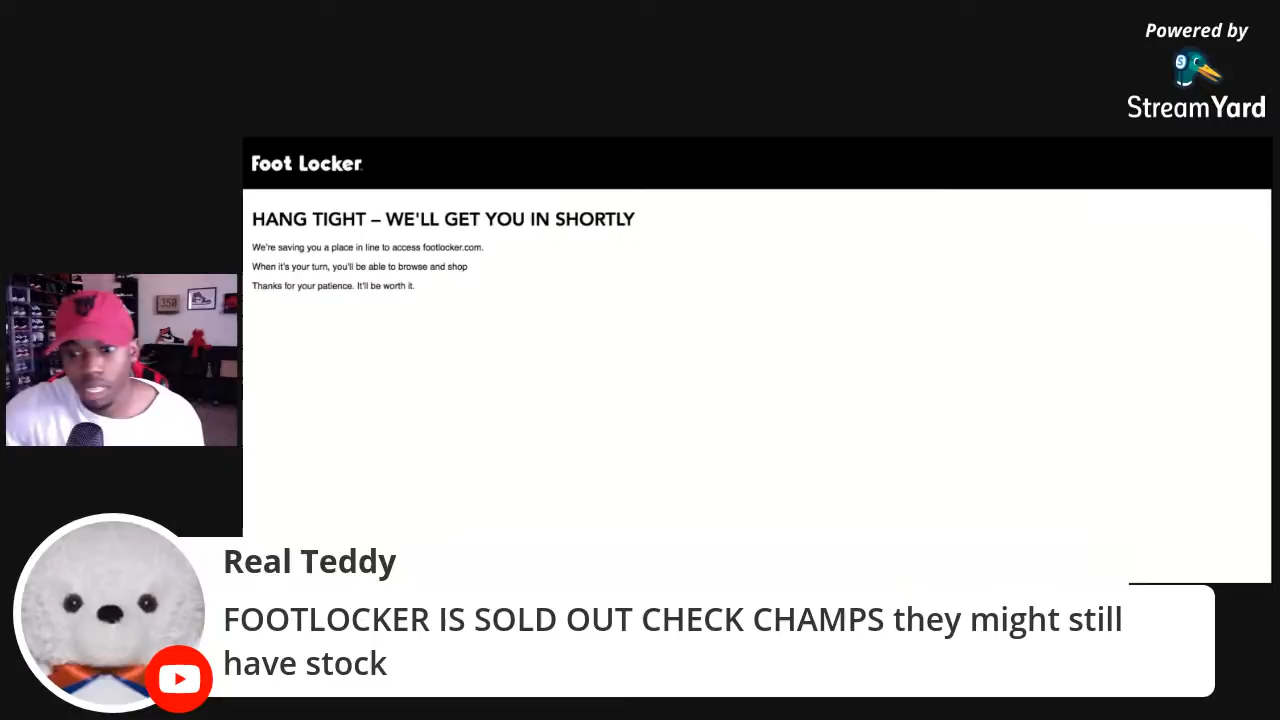 Powered by
StreamYard
Foot Locker
HANG TIGHT – WE'LL GET YOU IN SHORTLY
We're saving you a place in line to access footlocker.com.
When it's your turn, you'll be able to browse and shop
Thanks for your patience. It'll be worth it.
350
Real Teddy
FOOTLOCKER IS SOLD OUT CHECK CHAMPS they might still
have stock